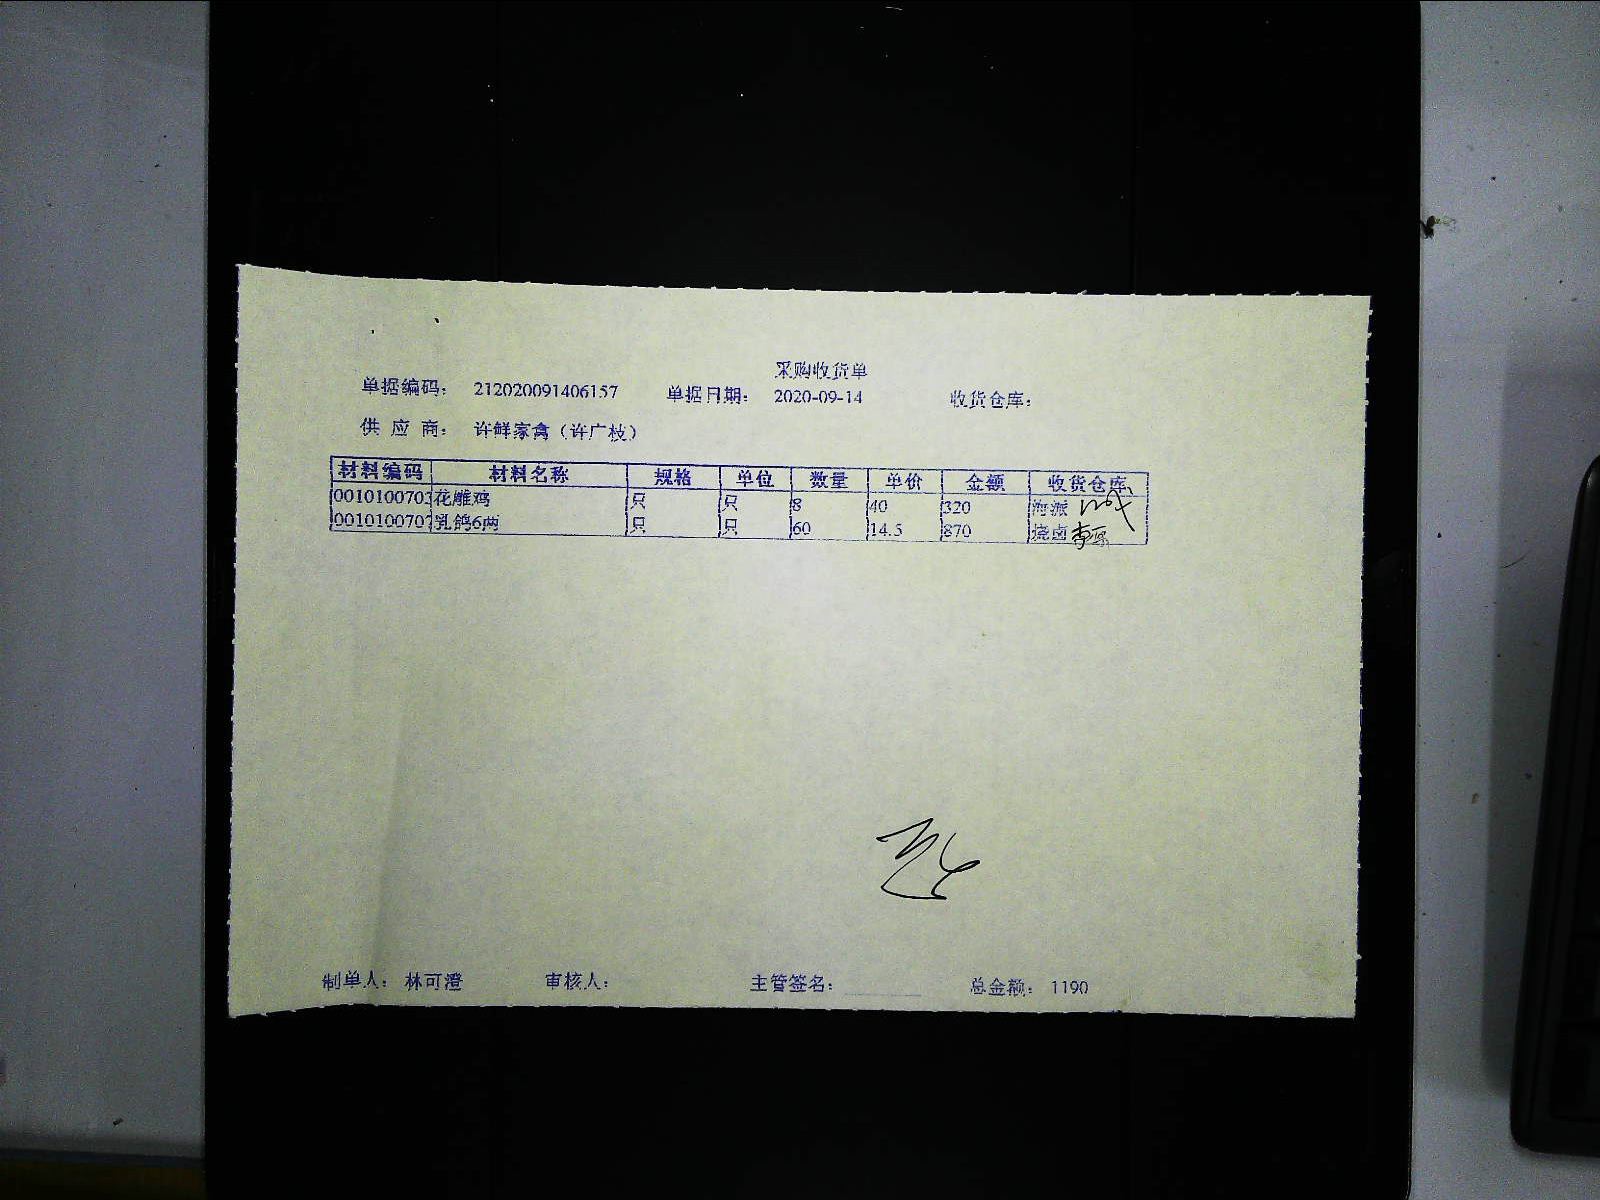 采购收货单
单据编码： 212020091406157 单据日期： 2020-09-14 收货仓库：
供 应 商： 许鲜家禽（许广枝）
材料编码 材料名称 规格 单位 数量 单价 金额 收货仓库
0010100703 花雕鸡 只 只 8 40 320 海派
0010100707 乳鸽6两 只 只 60 14.5 870 烧卤
制单人： 林可澄 审核人： 主管签名： 总金额： 1190